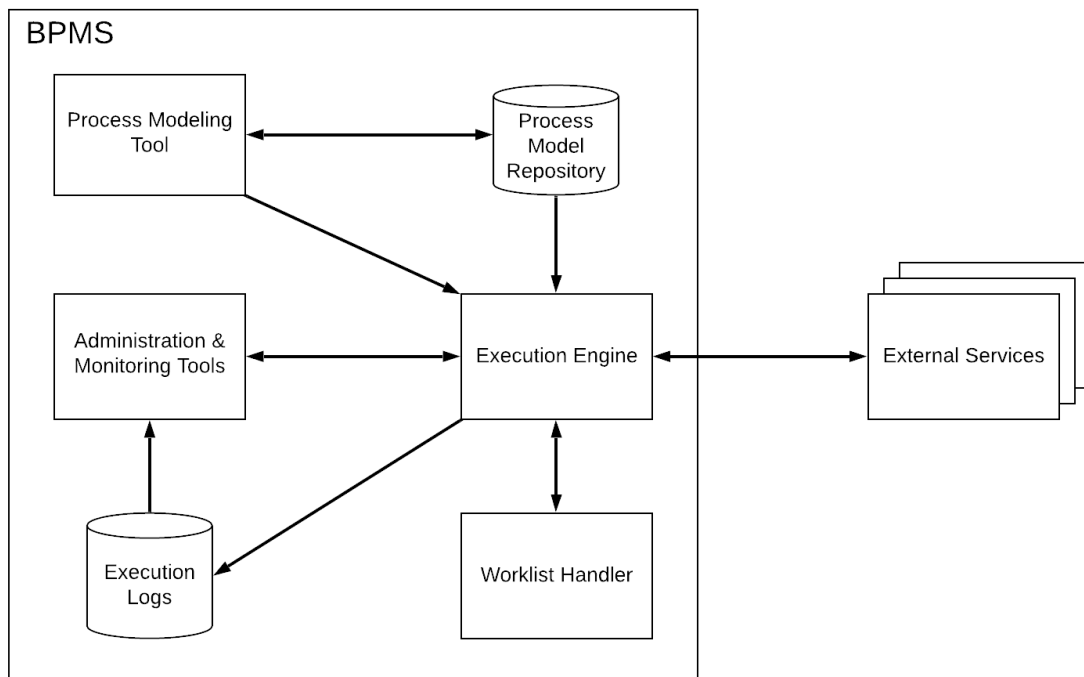 BPMS
Process Modeling
Tool
Process
Model
Repository
Administration &
Monitoring Tools
Execution Engine
External Services
Execution
Logs
Worklist Handler